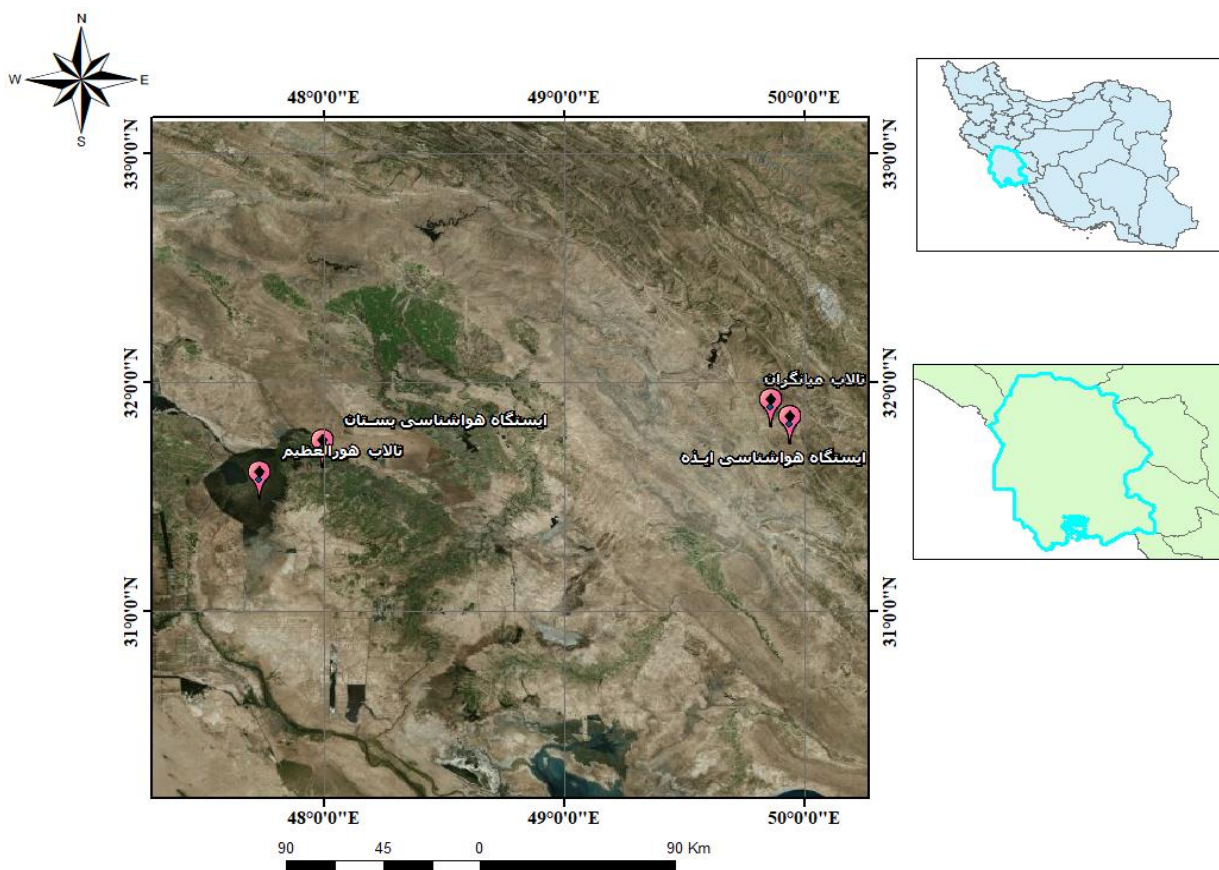 N
W E
S
48°0'0"E 49°0'0"E 50°0'0"E
33°0'0"N 33°0'0"N
32°0'0"N 32°0'0"N
تالاب میانگران
ایستگاه هواشناسی بستان
تالاب هورالعظیم
ایستگاه هواشناسی ایذه
31°0'0"N 31°0'0"N
48°0'0"E 49°0'0"E 50°0'0"E
90 45 0 90 Km